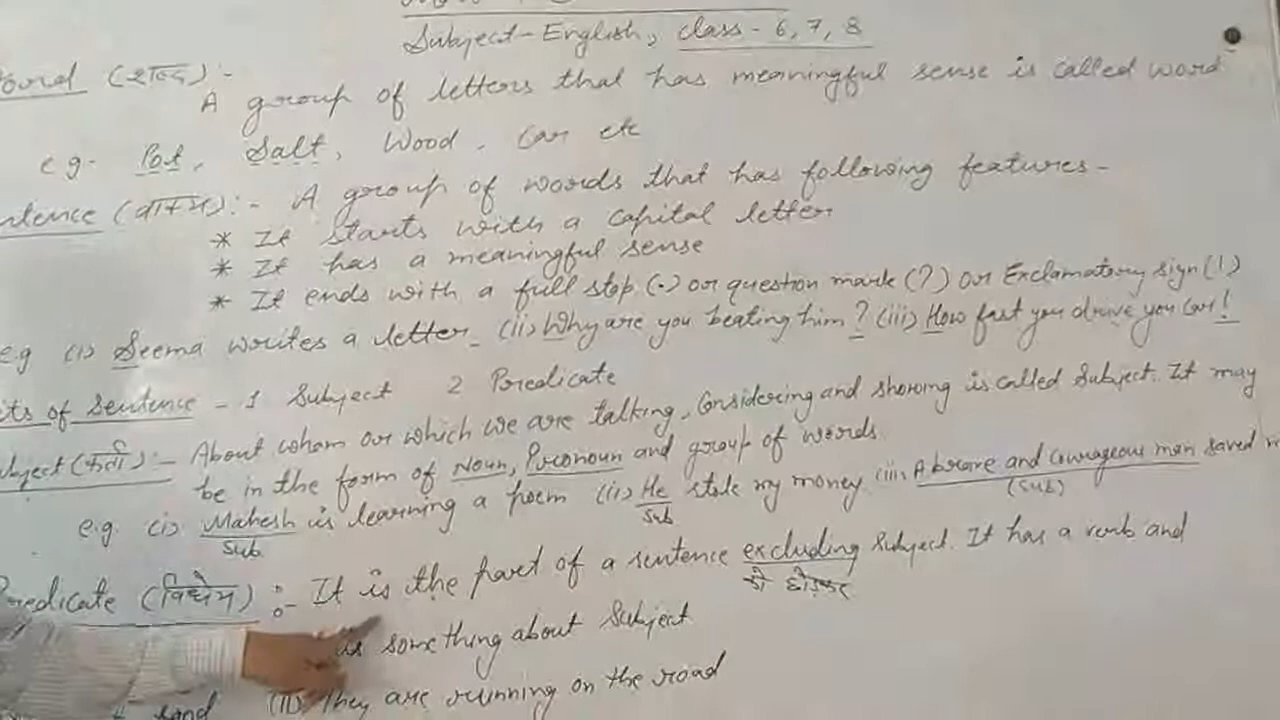 Subject - English, class - 6, 7, 8
word (शब्द) :-
A group of letters that has meaningful sense is called word
e.g. Pot, Salt, Wood, Car etc
ntence (वाक्य) :- A group of words that has following features -
* It starts with a capital letter
* It has a meaningful sense
* It ends with a full stop (.) or question mark (?) or Exclamatory sign (!)
e.g (i) Seema writes a letter. (ii) Why are you beating him? (iii) How fast you drive you car!
ts of sentence - 1 Subject 2 Predicate
ubject (कर्ता) :- About whom or which we are talking, Considering and showing is called Subject. It may
be in the form of Noun, Pronoun and group of words.
e.g. (i) Mahesh is learning a poem (ii) He stole my money (iii) A brave and Courageous man saved m
Sub Sub (Sub)
redicate (विधेय) :- It is the part of a sentence excluding Subject. It has a verb and
को छोड़कर
something about Subject
(ii) They are running on the road